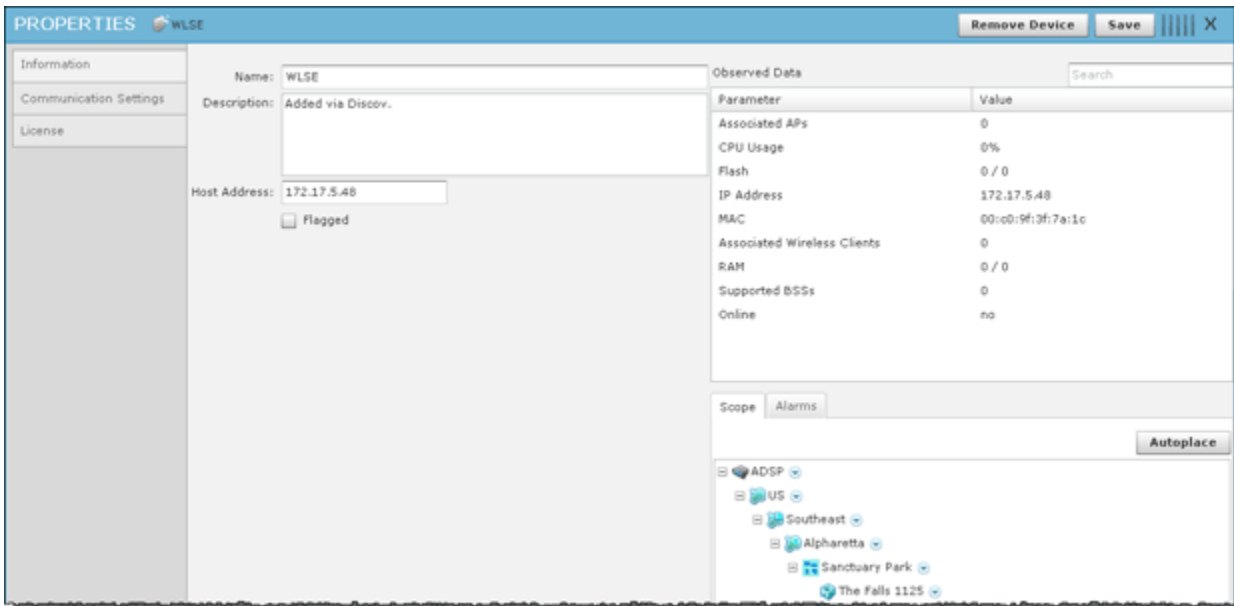 PROPERTIES WLSE
Remove Device
Save
X
Information
Communication Settings
License
Name: WLSE
Description: Added via Discov.
Host Address: 172.17.5.48
Flagged
Observed Data
Search
Parameter Value
Associated APs 0
CPU Usage 0%
Flash 0 / 0
IP Address 172.17.5.48
MAC 00:c0:9f:3f:7a:1c
Associated Wireless Clients 0
RAM 0 / 0
Supported BSSs 0
Online no
Scope Alarms
Autoplace
ADSP
US
Southeast
Alpharetta
Sanctuary Park
The Falls 1125